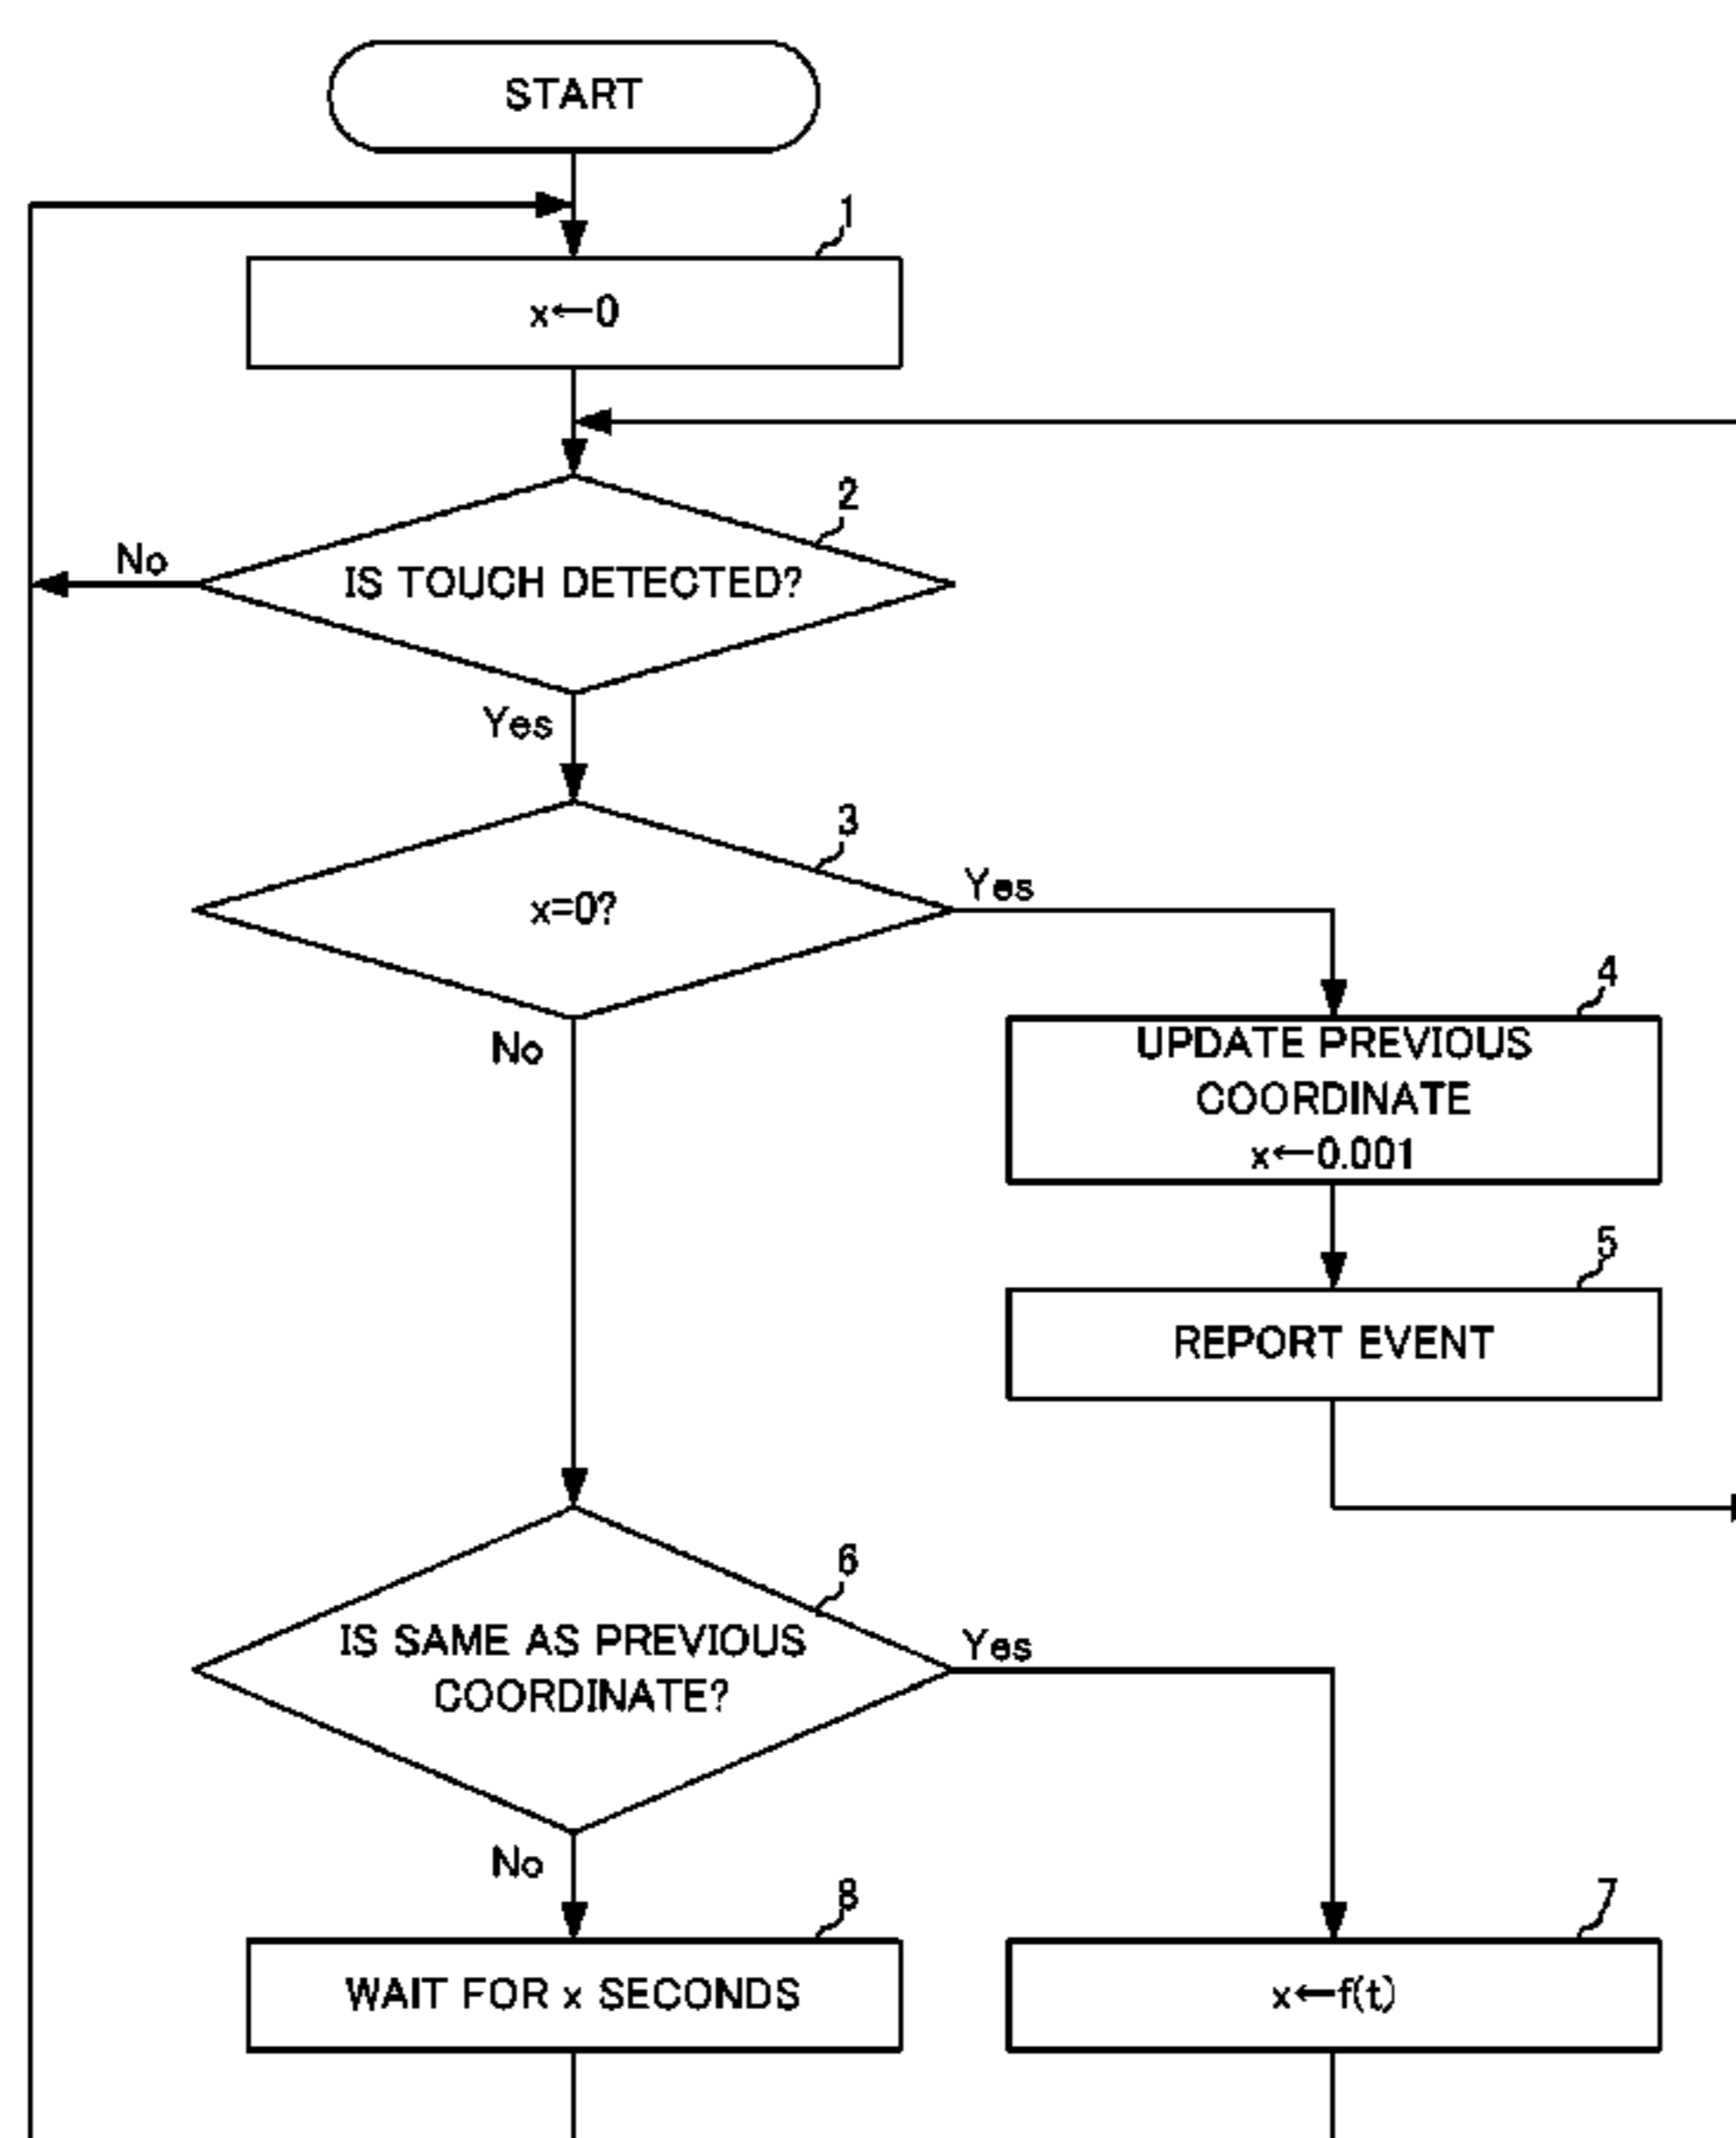 START
1
x←0
2
No
IS TOUCH DETECTED?
Yes
3
x=0?
Yes
No
4
UPDATE PREVIOUS
COORDINATE
x←0.001
5
REPORT EVENT
6
IS SAME AS PREVIOUS
COORDINATE?
Yes
No
8
WAIT FOR x SECONDS
7
x←f(t)